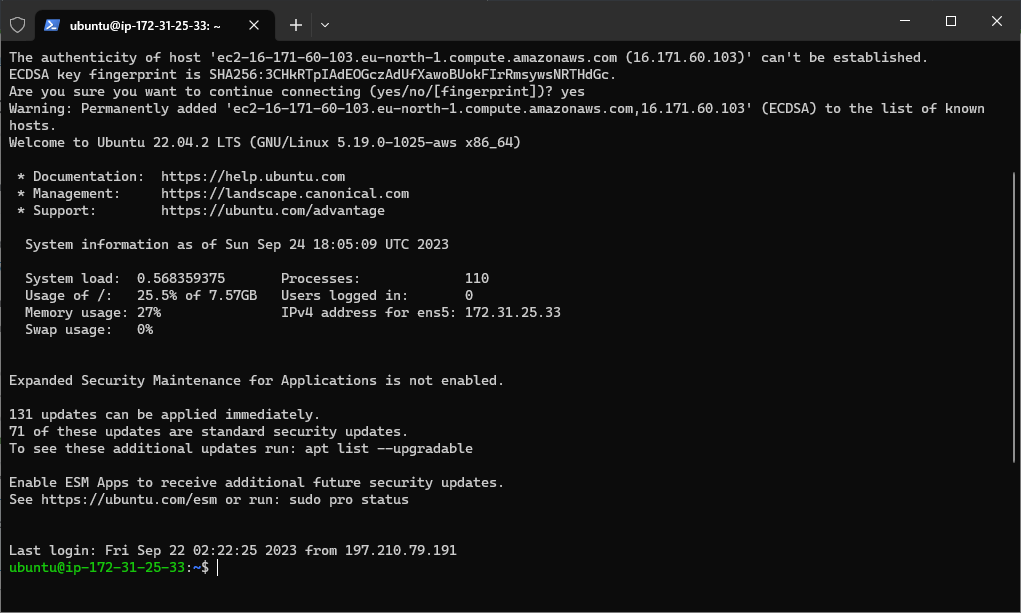 ubuntu@ip-172-31-25-33: ~
The authenticity of host 'ec2-16-171-60-103.eu-north-1.compute.amazonaws.com (16.171.60.103)' can't be established.
ECDSA key fingerprint is SHA256:3CHkRTpIAdEOGczAdUfXawoBUokFIrRmsywsNRTHdGc.
Are you sure you want to continue connecting (yes/no/[fingerprint])? yes
Warning: Permanently added 'ec2-16-171-60-103.eu-north-1.compute.amazonaws.com,16.171.60.103' (ECDSA) to the list of known
hosts.
Welcome to Ubuntu 22.04.2 LTS (GNU/Linux 5.19.0-1025-aws x86_64)
* Documentation:  https://help.ubuntu.com
* Management:     https://landscape.canonical.com
* Support:        https://ubuntu.com/advantage
System information as of Sun Sep 24 18:05:09 UTC 2023
System load:  0.568359375       Processes:             110
Usage of /:   25.5% of 7.57GB   Users logged in:       0
Memory usage: 27%               IPv4 address for ens5: 172.31.25.33
Swap usage:   0%
Expanded Security Maintenance for Applications is not enabled.
131 updates can be applied immediately.
71 of these updates are standard security updates.
To see these additional updates run: apt list --upgradable
Enable ESM Apps to receive additional future security updates.
See https://ubuntu.com/esm or run: sudo pro status
Last login: Fri Sep 22 02:22:25 2023 from 197.210.79.191
ubuntu@ip-172-31-25-33:~$